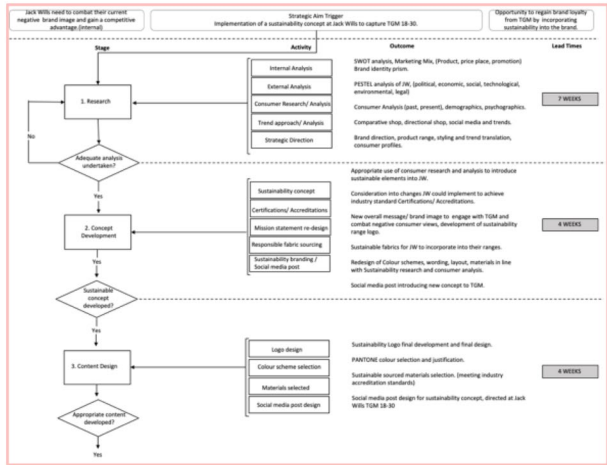 Jack Wills need to combat their current
negative brand image and gain a competitive
advantage.(internal)
Strategic Aim Trigger
Implementation of a sustainability concept at Jack Wills to capture TGM 18-30.
Opportunity to regain brand loyalty
from TGM by incorporating
sustainability into the brand.
Stage
Activity
Outcome
Lead Times
1. Research
Internal Analysis
External Analysis
Consumer Research/ Analysis
Trend approach/ Analysis
Strategic Direction
SWOT analysis, Marketing Mix, (Product, price place, promotion)
Brand identity prism.
PESTEL analysis of JW, (political, economic, social, technological,
environmental, legal)
Consumer Analysis (past, present), demographics, psychographics.
Comparative shop, directional shop, social media and trends.
Brand direction, product range, styling and trend translation,
consumer profiles.
7 WEEKS
No
Adequate analysis
undertaken?
Yes
2. Concept
Development
Sustainability concept
Certifications/ Accreditations
Mission statement re-design
Responsible fabric sourcing
Sustainability branding /
Social media post
Appropriate use of consumer research and analysis to introduce
sustainable elements into JW.
Consideration into changes JW could implement to achieve
industry standard Certifications/ Accreditations.
New overall message/ brand image to engage with TGM and
combat negative consumer views, development of sustainability
range logo.
Sustainable fabrics for JW to incorporate into their ranges.
Redesign of Colour schemes, wording, layout, materials in line
with Sustainability research and consumer analysis.
Social media post introducing new concept to TGM.
4 WEEKS
Yes
Sustainable
concept
developed?
Yes
3. Content Design
Logo design
Colour scheme selection
Materials selected
Social media post design
Sustainability Logo final development and final design.
PANTONE colour selection and justification.
Sustainable sourced materials selection. (meeting industry
accreditation standards)
Social media post design for sustainability concept, directed at Jack
Wills TGM 18-30
4 WEEKS
Appropriate content
developed?
Yes